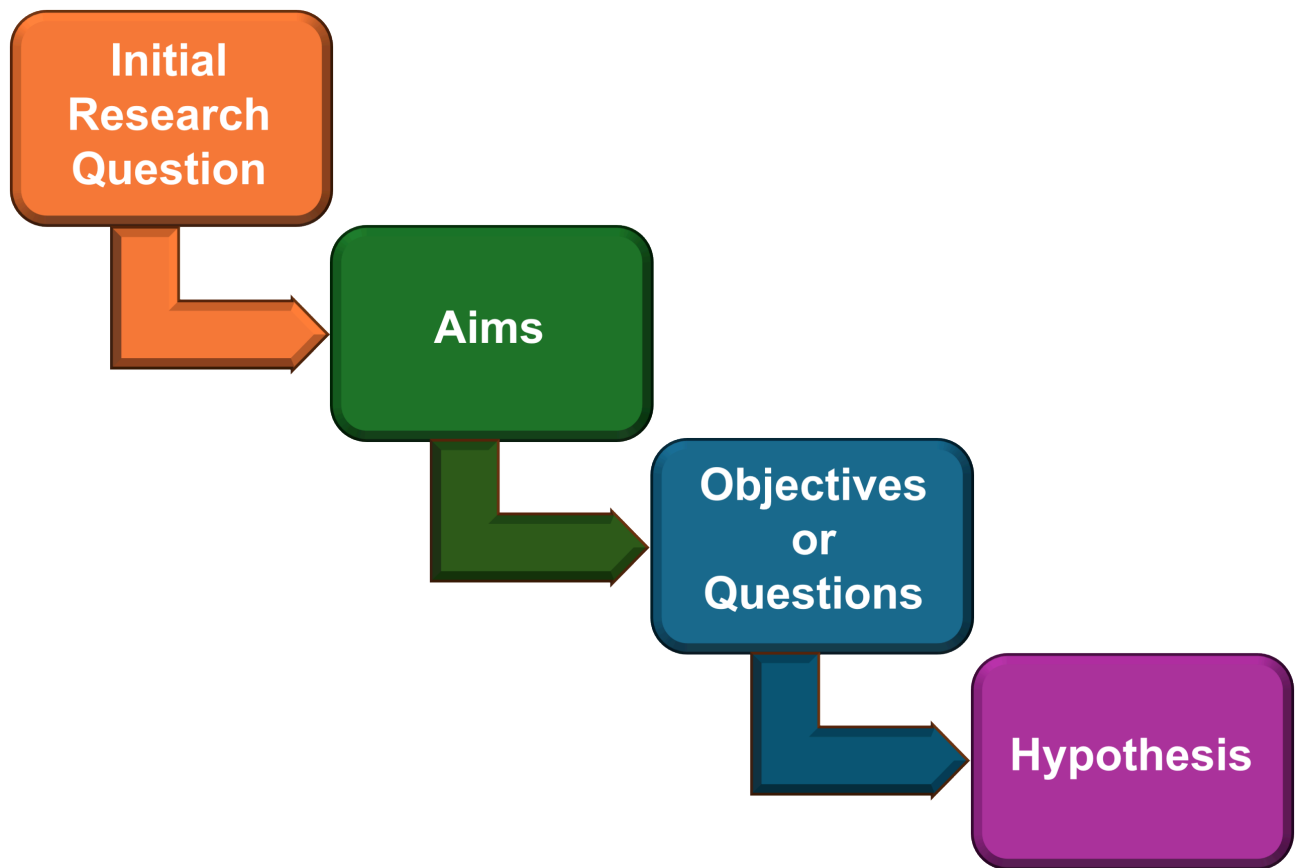 Initial
Research
Question
Aims
Objectives
or
Questions
Hypothesis